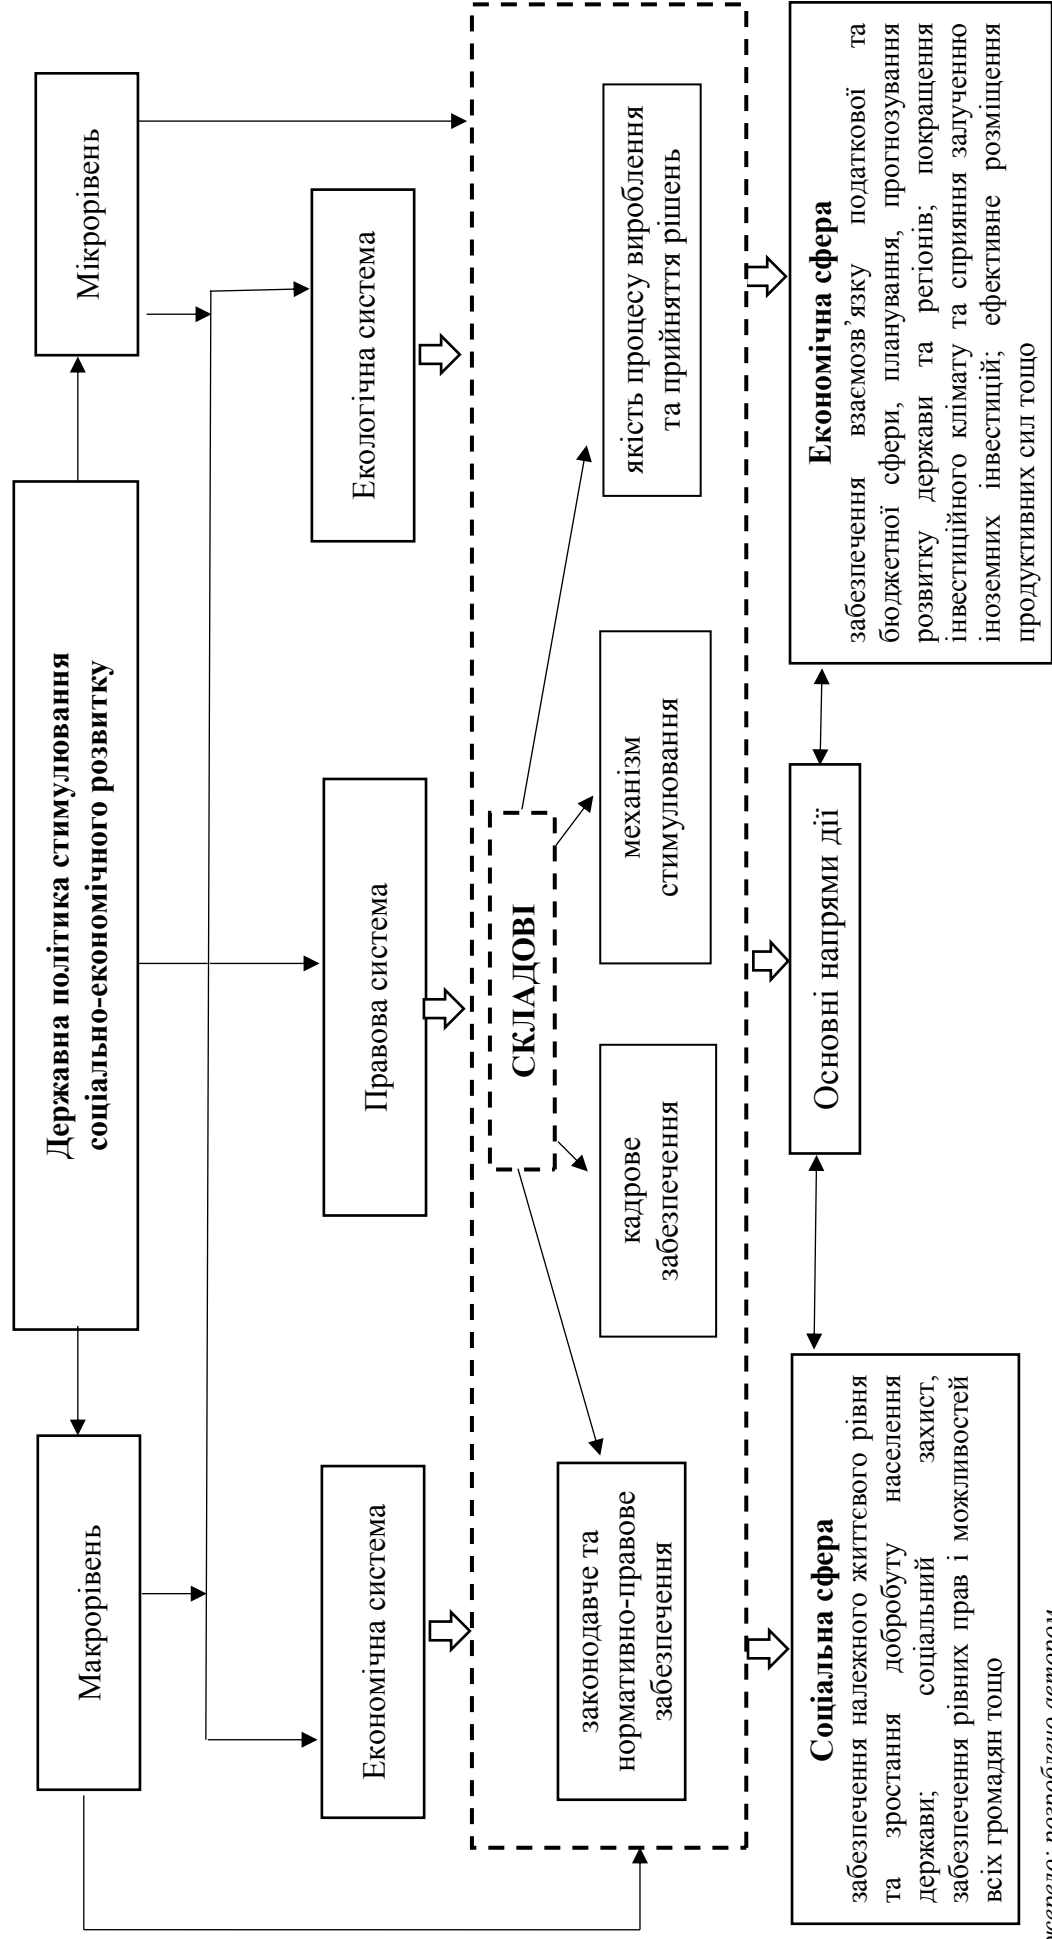 Державна політика стимулювання
соціально-економічного розвитку
Макрорівень
Мікрорівень
Економічна система
Правова система
Екологічна система
СКЛАДОВІ
законодавче та
нормативно-правове
забезпечення
кадрове
забезпечення
механізм
стимулювання
якість процесу вироблення
та прийняття рішень
Соціальна сфера
забезпечення належного життєвого рівня
та зростання добробуту населення
держави; соціальний захист,
забезпечення рівних прав і можливостей
всіх громадян тощо
Основні напрями дії
Економічна сфера
забезпечення взаємозв’язку податкової та
бюджетної сфери, планування, прогнозування
розвитку держави та регіонів; покращення
інвестиційного клімату та сприяння залученню
іноземних інвестицій; ефективне розміщення
продуктивних сил тощо
розроблено автором